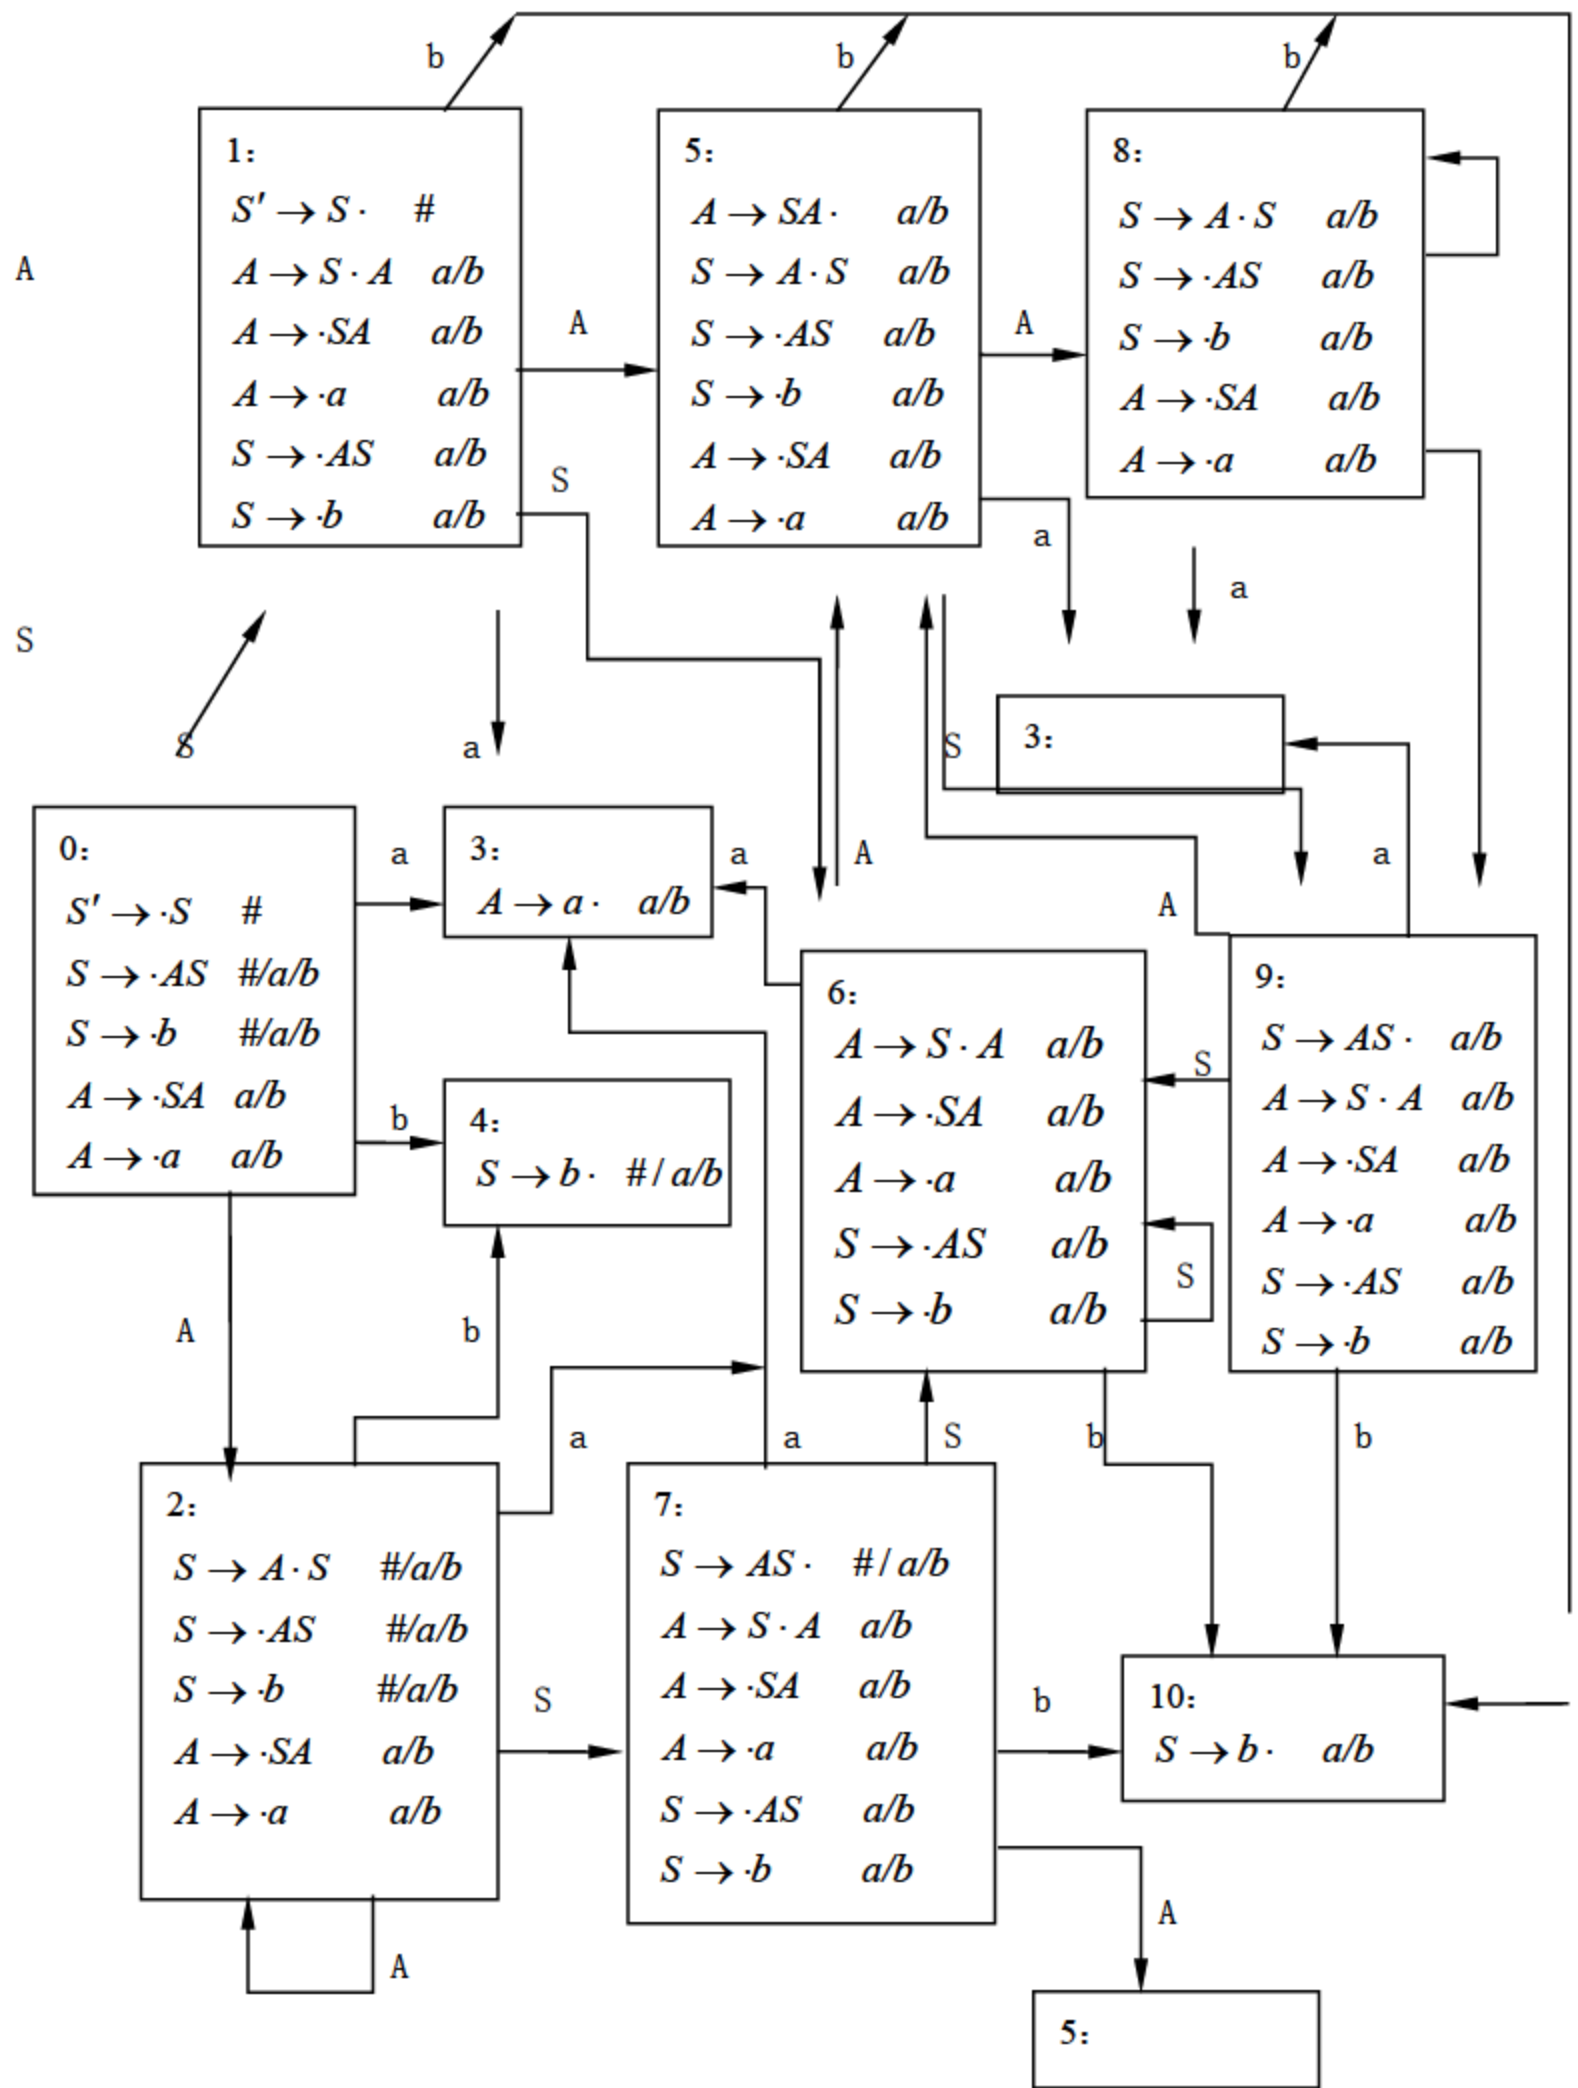 b
b
b
1:
S′ → S · #
A → S · A a/b
A → ·SA a/b
A → ·a a/b
S → ·AS a/b
S → ·b a/b
A
S
5:
A → SA · a/b
S → A · S a/b
S → ·AS a/b
S → ·b a/b
A → ·SA a/b
A → ·a a/b
A
a
8:
S → A · S a/b
S → ·AS a/b
S → ·b a/b
A → ·SA a/b
A → ·a a/b
A
a
S
S
a
S
3:
0:
S′ → ·S #
S → ·AS #/a/b
S → ·b #/a/b
A → ·SA a/b
A → ·a a/b
a
b
3:
A → a · a/b
a
A
A
a
4:
S → b · #/a/b
6:
A → S · A a/b
A → ·SA a/b
A → ·a a/b
S → ·AS a/b
S → ·b a/b
S
S
9:
S → AS · a/b
A → S · A a/b
A → ·SA a/b
A → ·a a/b
S → ·AS a/b
S → ·b a/b
A
b
a
a
S
b
b
2:
S → A · S #/a/b
S → ·AS #/a/b
S → ·b #/a/b
A → ·SA a/b
A → ·a a/b
S
A
7:
S → AS · #/a/b
A → S · A a/b
A → ·SA a/b
A → ·a a/b
S → ·AS a/b
S → ·b a/b
b
A
10:
S → b · a/b
5: